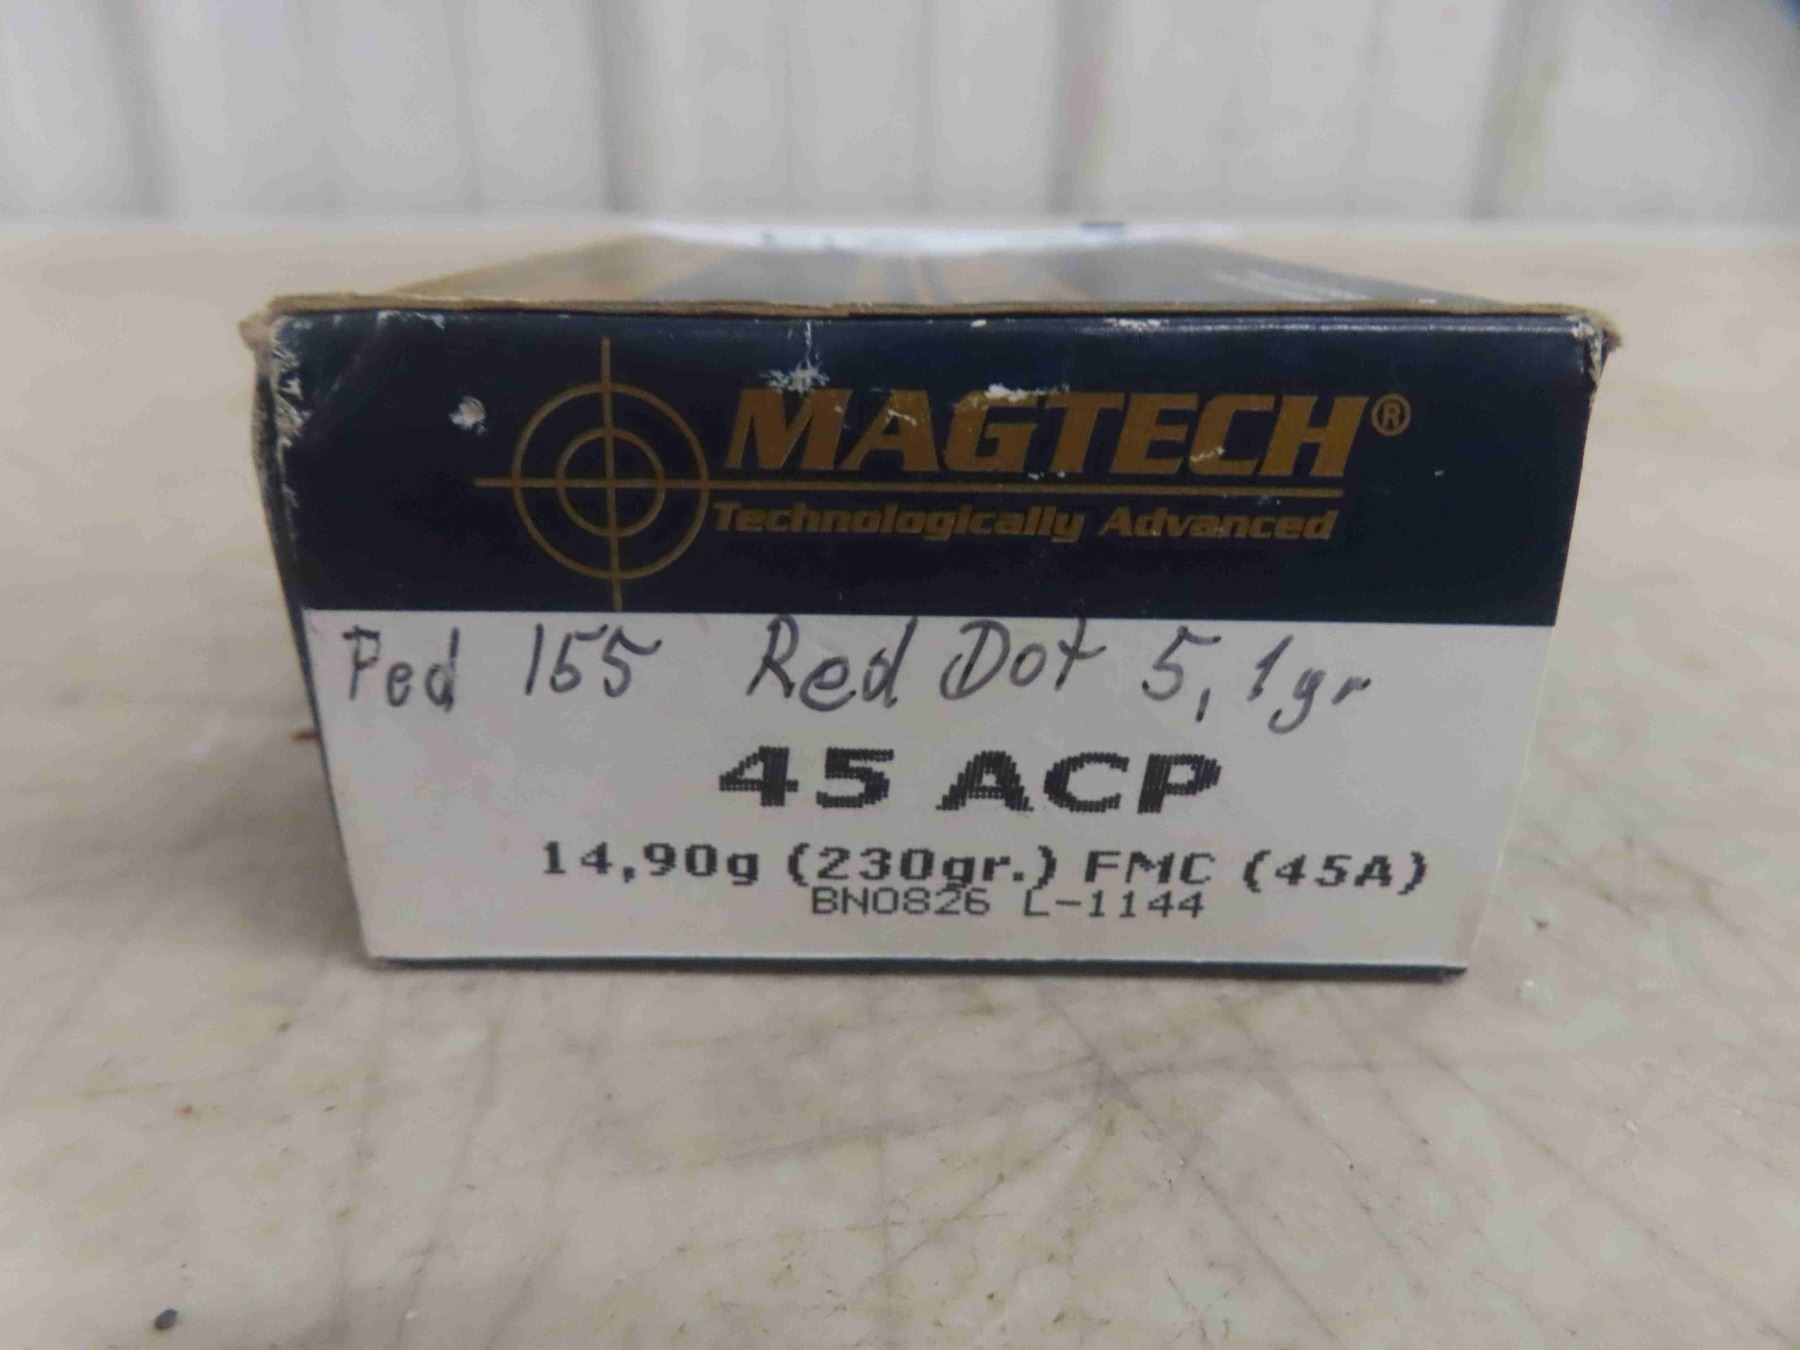 MAGTECH®
Technologically Advanced
Fed 155 Red Dot 5,1gr
45 ACP
14,90g (230gr.) FMC (45A)
BN0826 L-1144